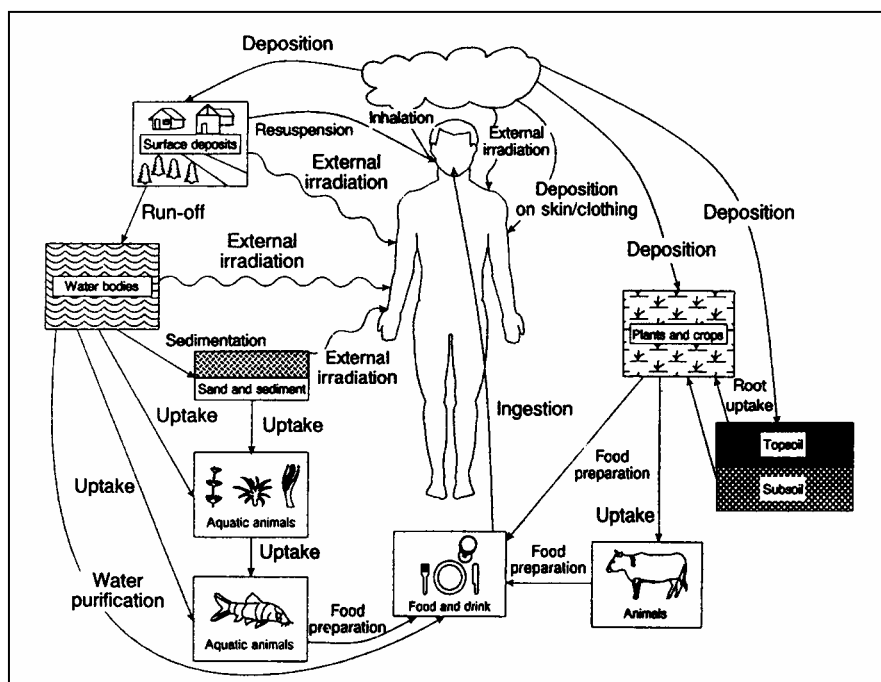 Deposition
Inhalation
External
irradiation
Surface deposits
Resuspension
External
irradiation
Deposition
on skin/clothing
Deposition
Run-off
External
irradiation
Deposition
Water bodies
Plants and crops
Sedimentation
External
irradiation
Sand and sediment
Root
uptake
Ingestion
Uptake
Uptake
Topsoil
Food
preparation
Subsoil
Uptake
Aquatic animals
Uptake
Uptake
Water
purification
Food
preparation
Food and drink
Food
preparation
Animals
Aquatic animals